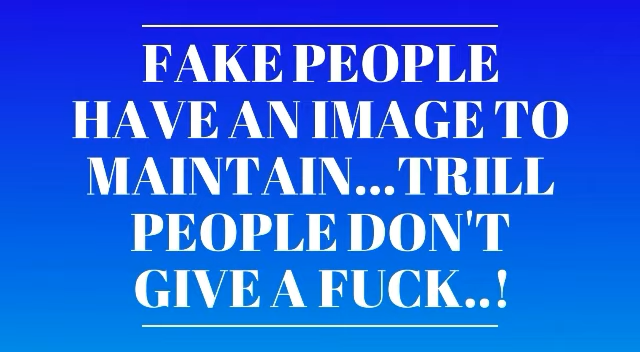 FAKE PEOPLE
HAVE AN IMAGE TO
MAINTAIN...TRILL
PEOPLE DON'T
GIVE A FUCK..!